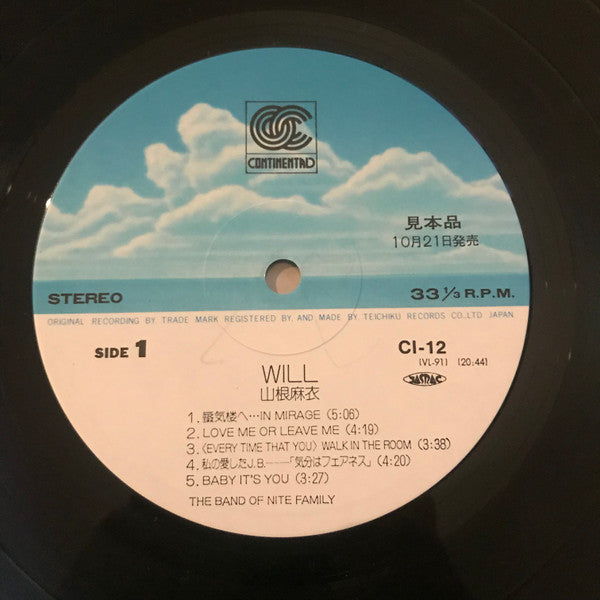 CONTINENTAL
見本品
10月21日発売
STEREO
33 1/3 R.P.M.
ORIGINAL RECORDING BY, TRADE MARK REGISTERED BY, AND MADE BY, TEICHIKU RECORDS CO., LTD JAPAN.
SIDE 1
CI-12
(VL-91) (20:44)
JASRAC
WILL
山根麻衣
1. 蜃気楼へ…IN MIRAGE (5:06)
2. LOVE ME OR LEAVE ME (4:19)
3. 〈EVERY TIME THAT YOU〉 WALK IN THE ROOM (3:38)
4. 私の愛したJ.B.——「気分はフェアネス」(4:20)
5. BABY IT'S YOU (3:27)
THE BAND OF NITE FAMILY